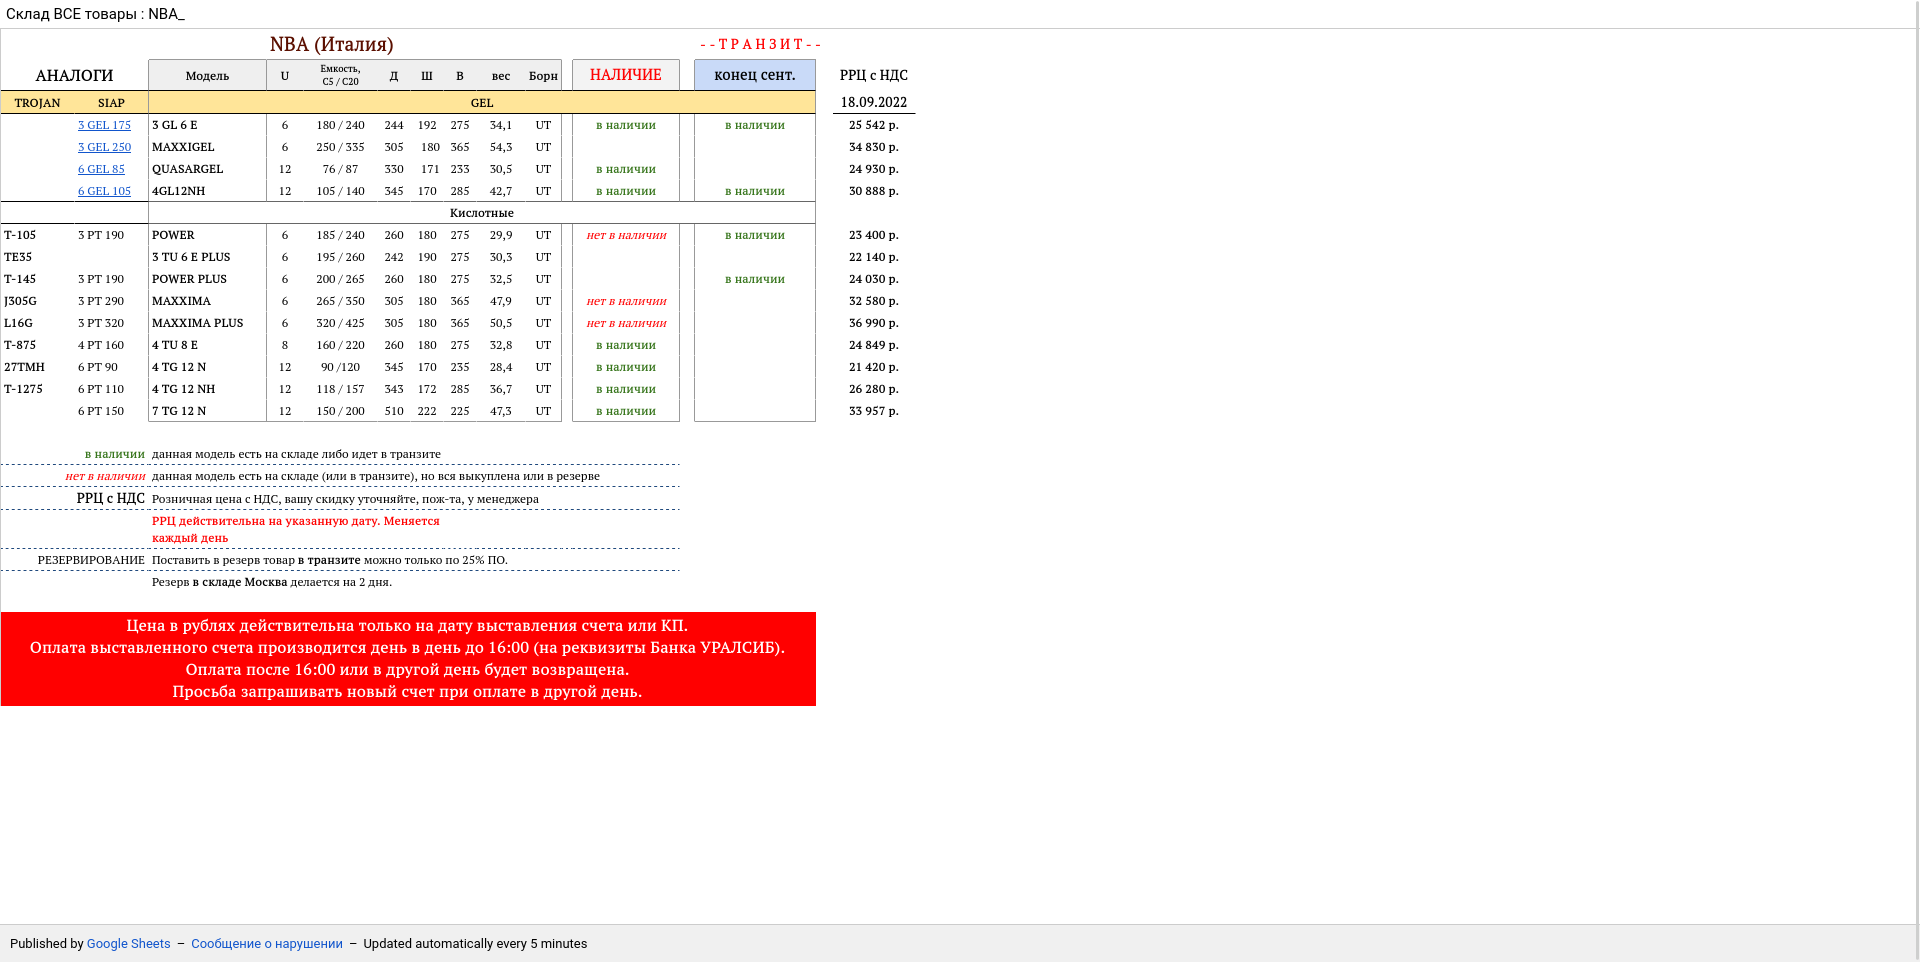 Склад ВСЕ товары : NBA_
NBA (Италия) - - Т Р А Н З И Т - -
АНАЛОГИ Модель U Емкость, С5 / С20 Д Ш В вес Борн НАЛИЧИЕ конец сент. РРЦ с НДС
TROJAN SIAP GEL 18.09.2022
3 GEL 175 3 GL 6 E 6 180 / 240 244 192 275 34,1 UT в наличии в наличии 25 542 р.
3 GEL 250 MAXXIGEL 6 250 / 335 305 180 365 54,3 UT 34 830 р.
6 GEL 85 QUASARGEL 12 76 / 87 330 171 233 30,5 UT в наличии 24 930 р.
6 GEL 105 4GL12NH 12 105 / 140 345 170 285 42,7 UT в наличии в наличии 30 888 р.
Кислотные
T-105 3 PT 190 POWER 6 185 / 240 260 180 275 29,9 UT нет в наличии в наличии 23 400 р.
TE35 3 TU 6 E PLUS 6 195 / 260 242 190 275 30,3 UT 22 140 р.
T-145 3 PT 190 POWER PLUS 6 200 / 265 260 180 275 32,5 UT в наличии 24 030 р.
J305G 3 PT 290 MAXXIMA 6 265 / 350 305 180 365 47,9 UT нет в наличии 32 580 р.
L16G 3 PT 320 MAXXIMA PLUS 6 320 / 425 305 180 365 50,5 UT нет в наличии 36 990 р.
T-875 4 PT 160 4 TU 8 E 8 160 / 220 260 180 275 32,8 UT в наличии 24 849 р.
27TMH 6 PT 90 4 TG 12 N 12 90 /120 345 170 235 28,4 UT в наличии 21 420 р.
T-1275 6 PT 110 4 TG 12 NH 12 118 / 157 343 172 285 36,7 UT в наличии 26 280 р.
6 PT 150 7 TG 12 N 12 150 / 200 510 222 225 47,3 UT в наличии 33 957 р.
в наличии данная модель есть на складе либо идет в транзите
нет в наличии данная модель есть на складе (или в транзите), но вся выкуплена или в резерве
РРЦ с НДС Розничная цена с НДС, вашу скидку уточняйте, пож-та, у менеджера
РРЦ действительна на указанную дату. Меняется
каждый день
РЕЗЕРВИРОВАНИЕ Поставить в резерв товар в транзите можно только по 25% ПО.
Резерв в складе Москва делается на 2 дня.
Цена в рублях действительна только на дату выставления счета или КП.
Оплата выставленного счета производится день в день до 16:00 (на реквизиты Банка УРАЛСИБ).
Оплата после 16:00 или в другой день будет возвращена.
Просьба запрашивать новый счет при оплате в другой день.
Published by Google Sheets – Сообщение о нарушении – Updated automatically every 5 minutes